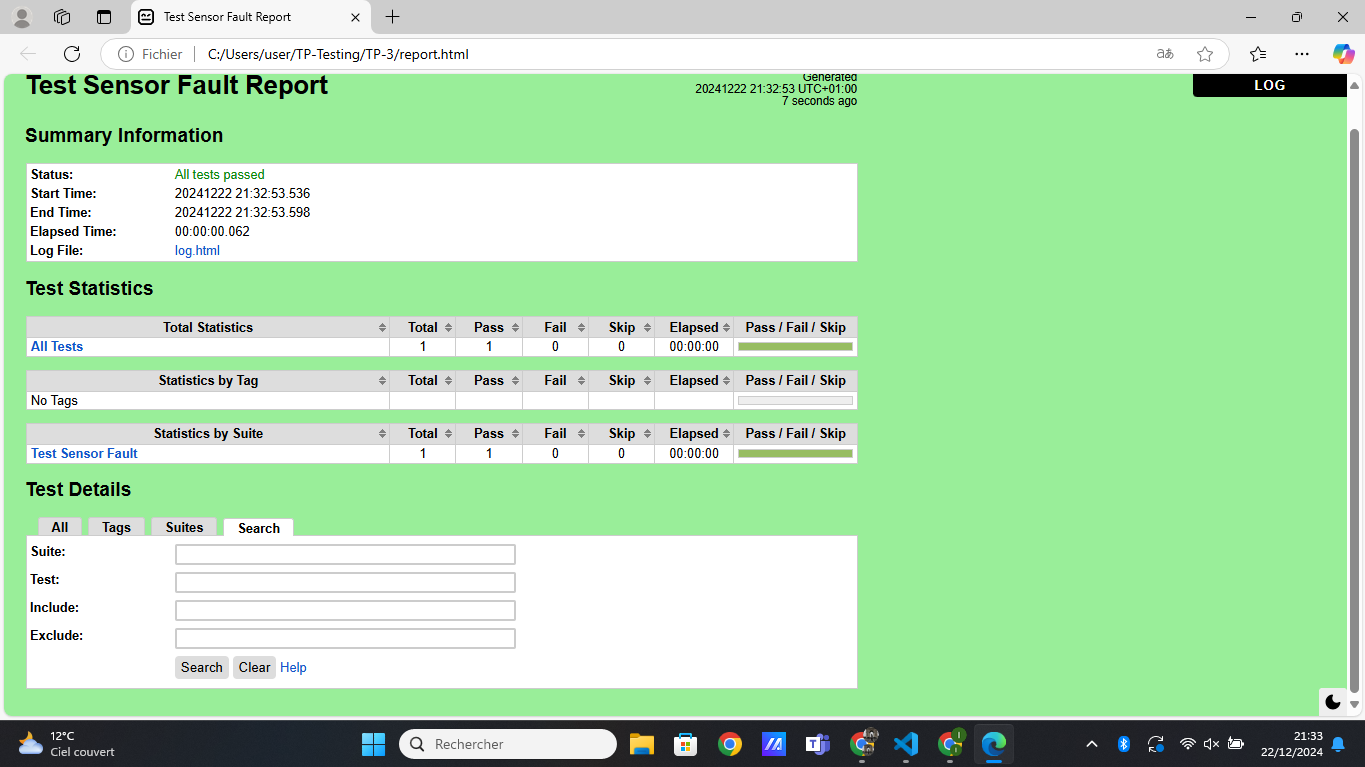 Test Sensor Fault Report
Fichier C:/Users/user/TP-Testing/TP-3/report.html
Test Sensor Fault Report
Generated
20241222 21:32:53 UTC+01:00
7 seconds ago
LOG
Summary Information
Status: All tests passed
Start Time: 20241222 21:32:53.536
End Time: 20241222 21:32:53.598
Elapsed Time: 00:00:00.062
Log File: log.html
Test Statistics
Total Statistics Total Pass Fail Skip Elapsed Pass / Fail / Skip
All Tests 1 1 0 0 00:00:00
Statistics by Tag Total Pass Fail Skip Elapsed Pass / Fail / Skip
No Tags
Statistics by Suite Total Pass Fail Skip Elapsed Pass / Fail / Skip
Test Sensor Fault 1 1 0 0 00:00:00
Test Details
All Tags Suites Search
Suite:
Test:
Include:
Exclude:
Search Clear Help
12°C
Ciel couvert
Rechercher
21:33
22/12/2024